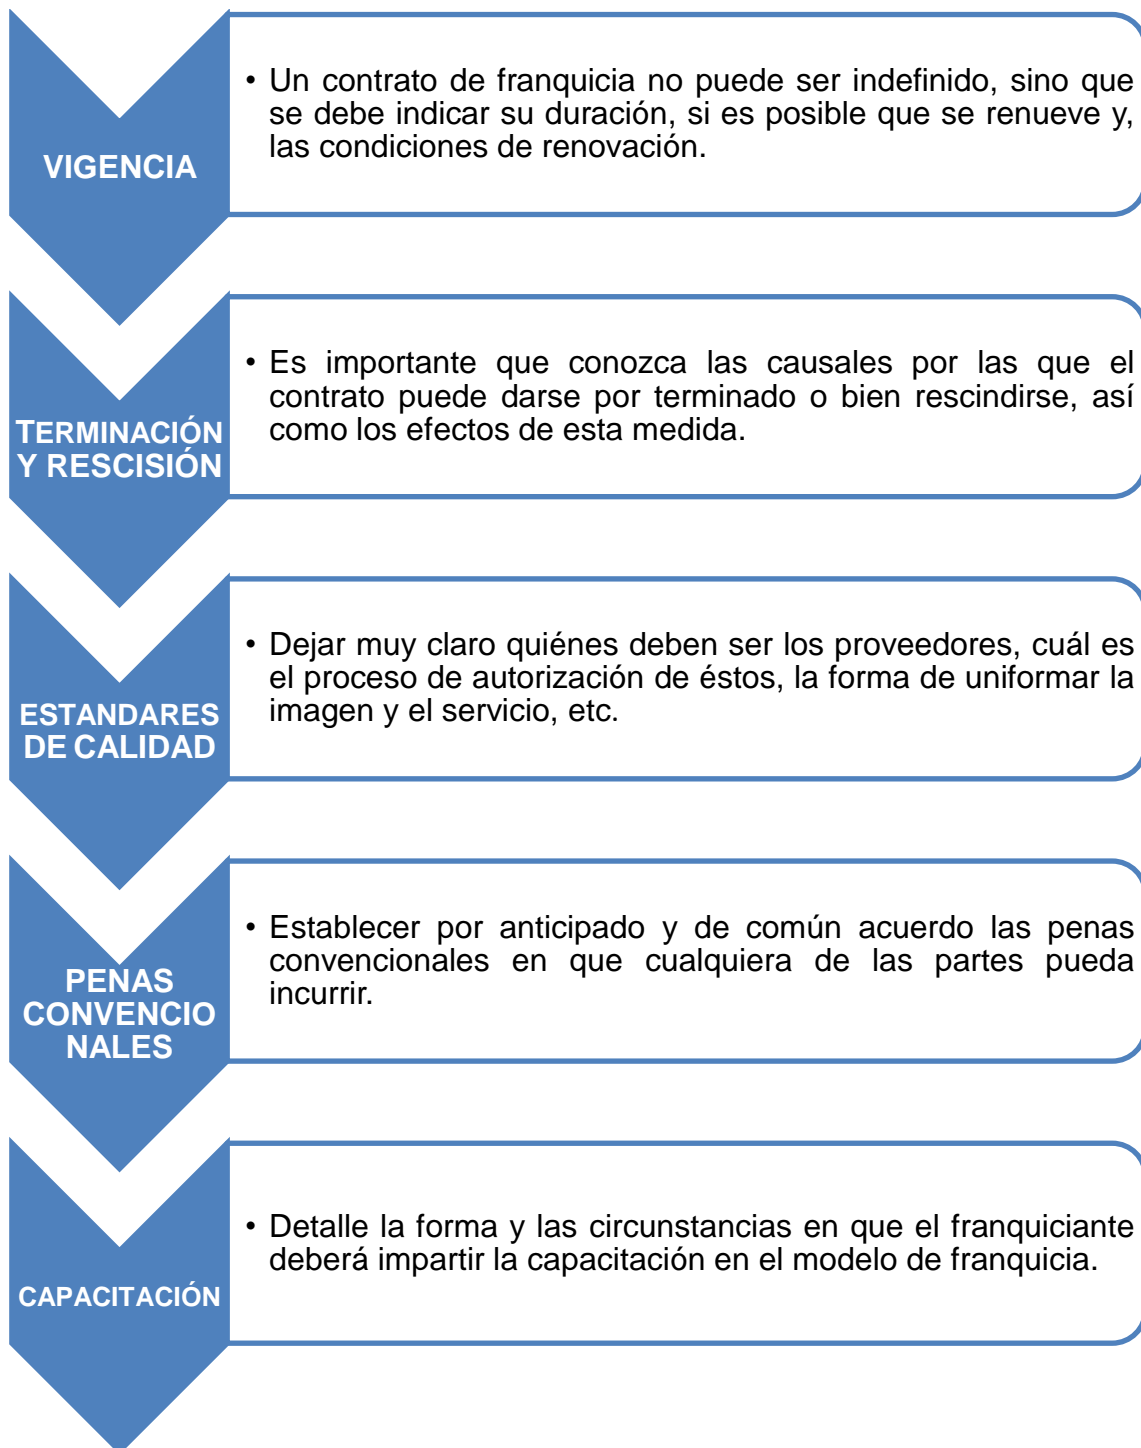 VIGENCIA
• Un contrato de franquicia no puede ser indefinido, sino que
se debe indicar su duración, si es posible que se renueve y,
las condiciones de renovación.
TERMINACIÓN
Y RESCISIÓN
• Es importante que conozca las causales por las que el
contrato puede darse por terminado o bien rescindirse, así
como los efectos de esta medida.
ESTANDARES
DE CALIDAD
• Dejar muy claro quiénes deben ser los proveedores, cuál es
el proceso de autorización de éstos, la forma de uniformar la
imagen y el servicio, etc.
PENAS
CONVENCIO
NALES
• Establecer por anticipado y de común acuerdo las penas
convencionales en que cualquiera de las partes pueda
incurrir.
CAPACITACIÓN
• Detalle la forma y las circunstancias en que el franquiciante
deberá impartir la capacitación en el modelo de franquicia.